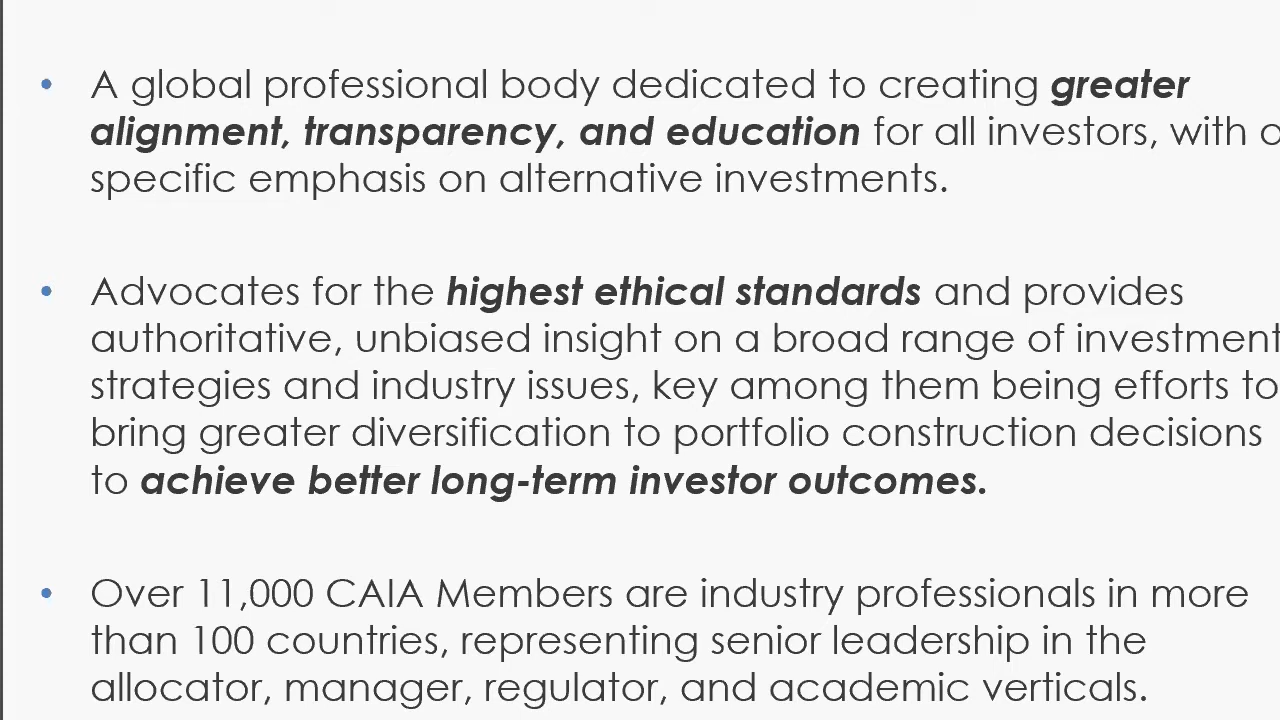 • A global professional body dedicated to creating greater
alignment, transparency, and education for all investors, with a
specific emphasis on alternative investments.
• Advocates for the highest ethical standards and provides
authoritative, unbiased insight on a broad range of investment
strategies and industry issues, key among them being efforts to
bring greater diversification to portfolio construction decisions
to achieve better long-term investor outcomes.
• Over 11,000 CAIA Members are industry professionals in more
than 100 countries, representing senior leadership in the
allocator, manager, regulator, and academic verticals.